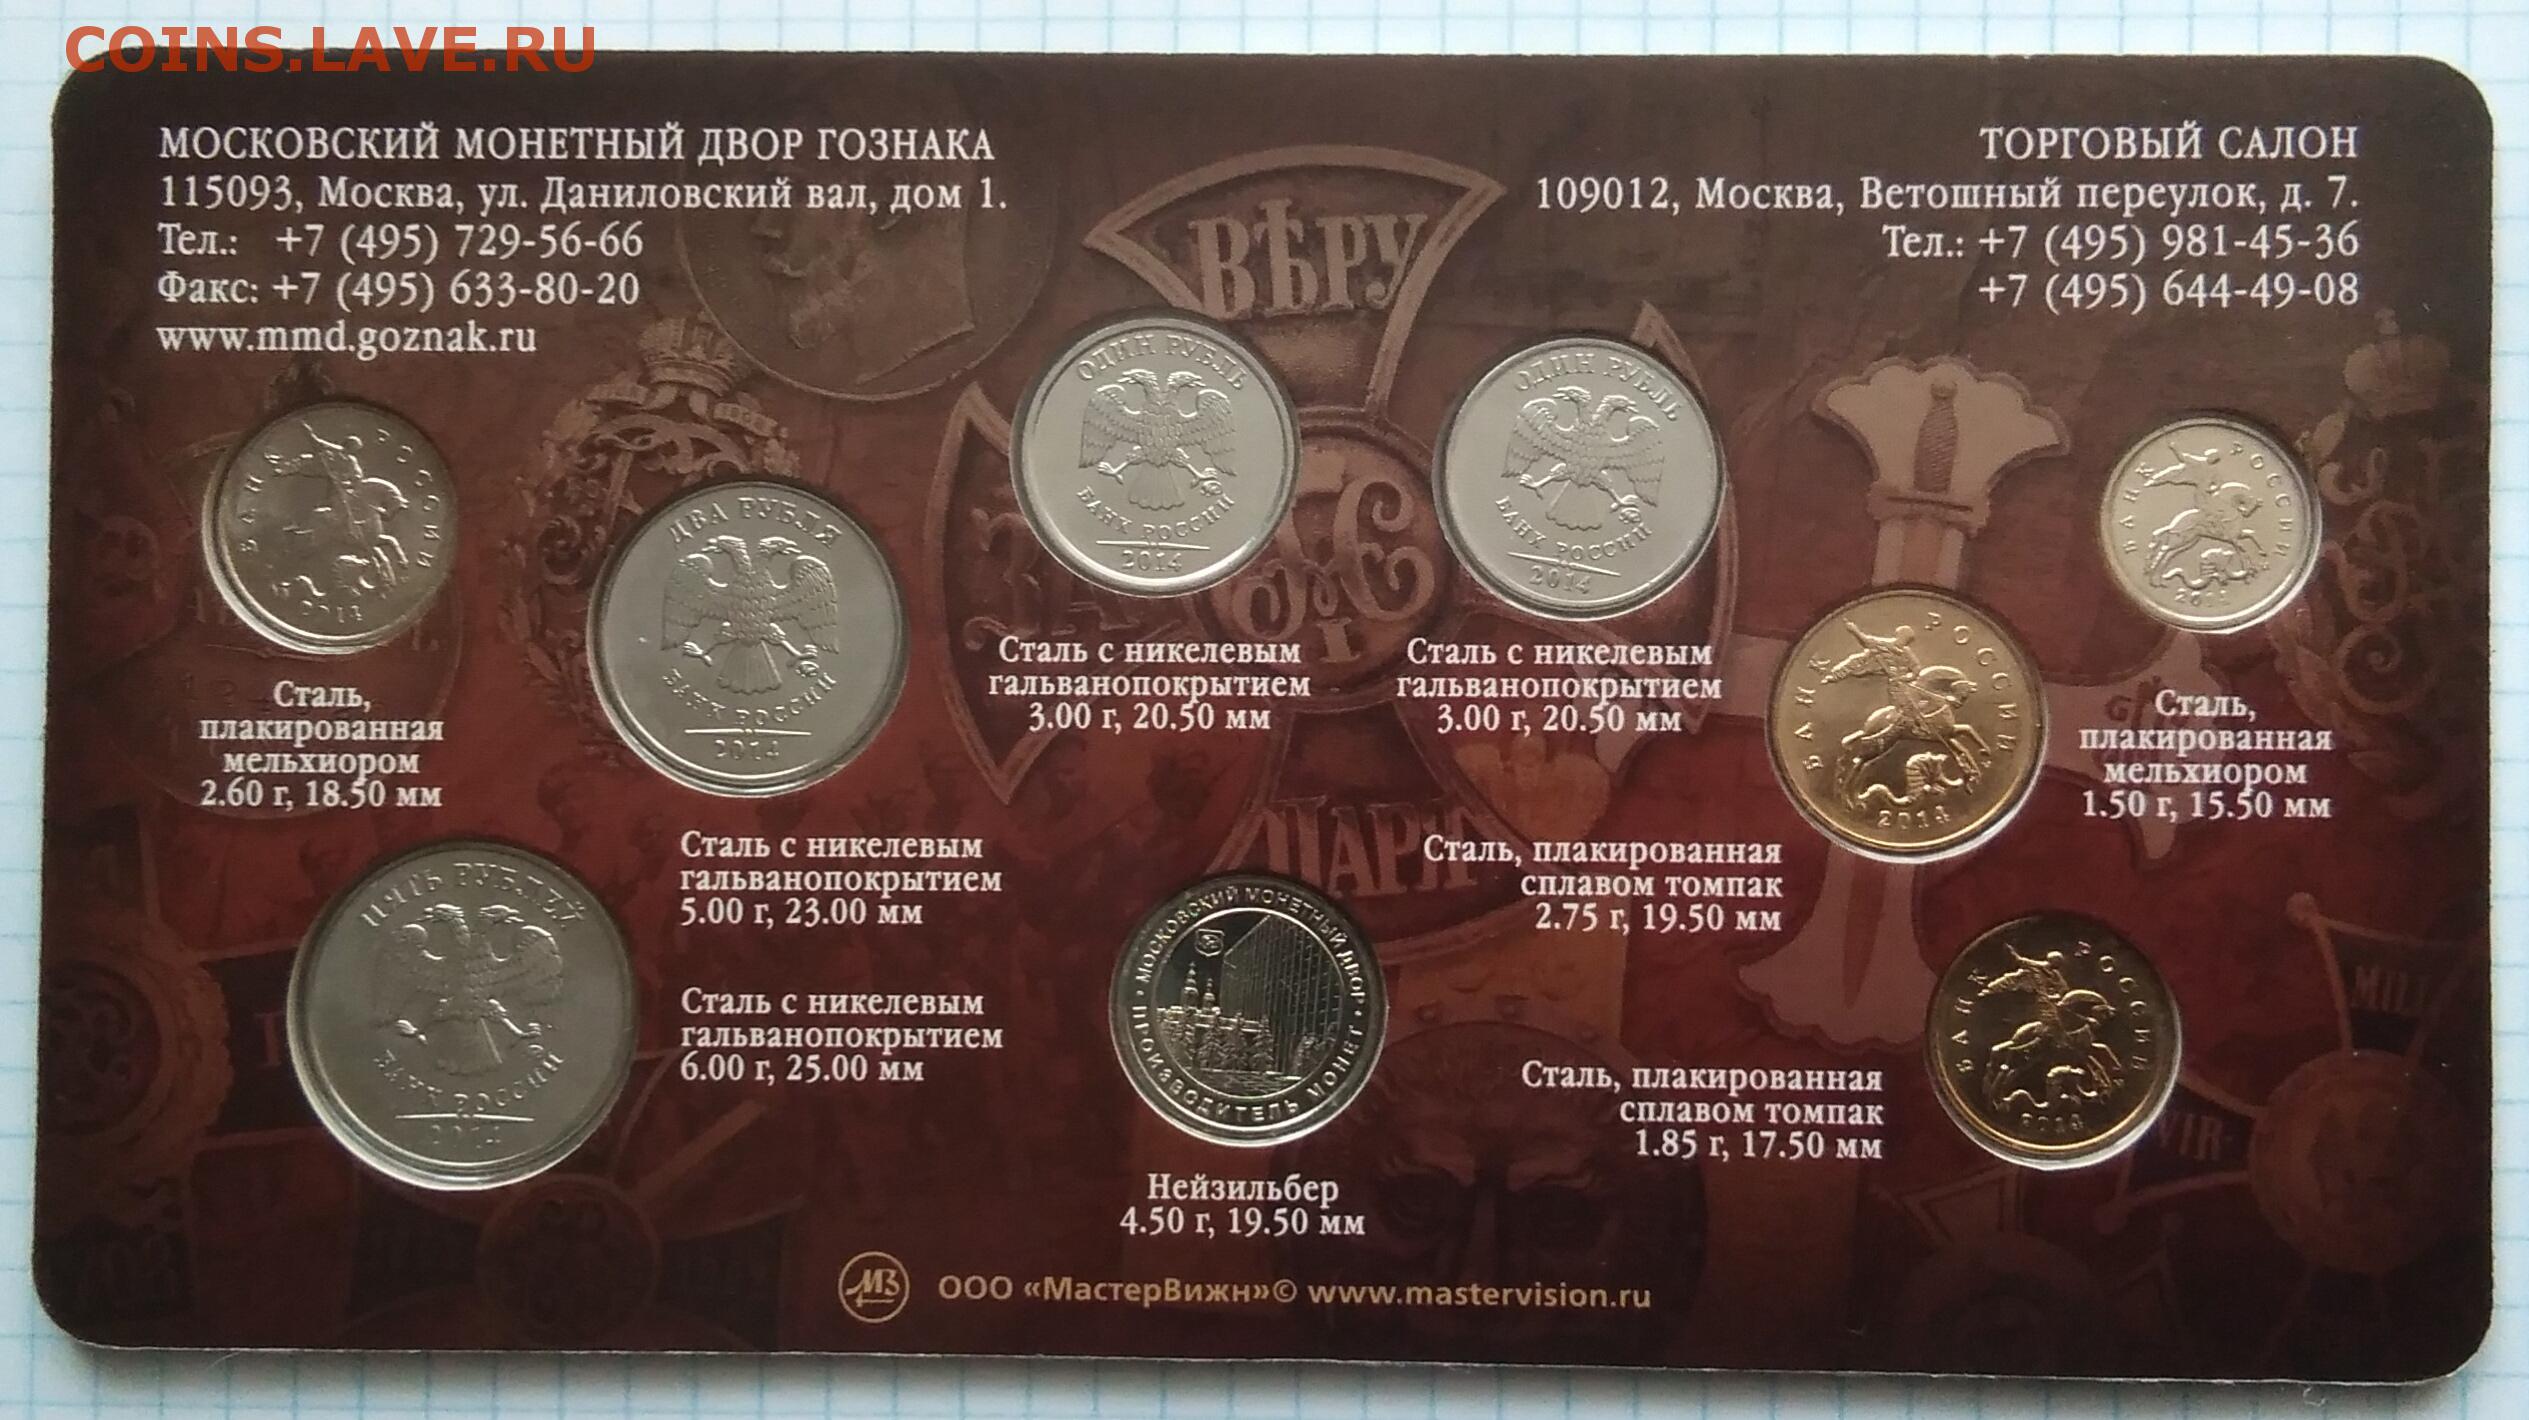 COINS.LAVE.RU
МОСКОВСКИЙ МОНЕТНЫЙ ДВОР ГОЗНАКА
115093, Москва, ул. Даниловский вал, дом 1.
Тел.: +7 (495) 729-56-66
Факс: +7 (495) 633-80-20
www.mmd.goznak.ru
ТОРГОВЫЙ САЛОН
109012, Москва, Ветошный переулок, д. 7.
Тел.: +7 (495) 981-45-36
+7 (495) 644-49-08
ВѢРУ
ЗА
ЦАРЯ
БАНК РОССИИ
2014
Сталь,
плакированная
мельхиором
2.60 г, 18.50 мм
ДВА РУБЛЯ
БАНК РОССИИ
2014
Сталь с никелевым
гальванопокрытием
5.00 г, 23.00 мм
ПЯТЬ РУБЛЕЙ
БАНК РОССИИ
2014
Сталь с никелевым
гальванопокрытием
6.00 г, 25.00 мм
ОДИН РУБЛЬ
БАНК РОССИИ
2014
Сталь с никелевым
гальванопокрытием
3.00 г, 20.50 мм
ОДИН РУБЛЬ
БАНК РОССИИ
2014
Сталь с никелевым
гальванопокрытием
3.00 г, 20.50 мм
МОСКОВСКИЙ МОНЕТНЫЙ ДВОР
ПРОИЗВОДИТЕЛЬ МОНЕТ
Нейзильбер
4.50 г, 19.50 мм
БАНК РОССИИ
2014
Сталь, плакированная
сплавом томпак
2.75 г, 19.50 мм
БАНК РОССИИ
2014
Сталь,
плакированная
мельхиором
1.50 г, 15.50 мм
БАНК РОССИИ
2014
Сталь, плакированная
сплавом томпак
1.85 г, 17.50 мм
МЗ ООО «МастерВижн»© www.mastervision.ru